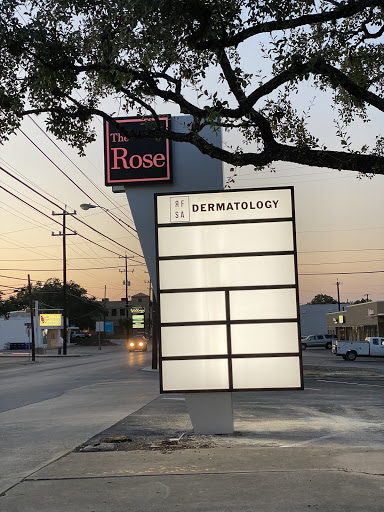 The
Rose
RF
SA
DERMATOLOGY